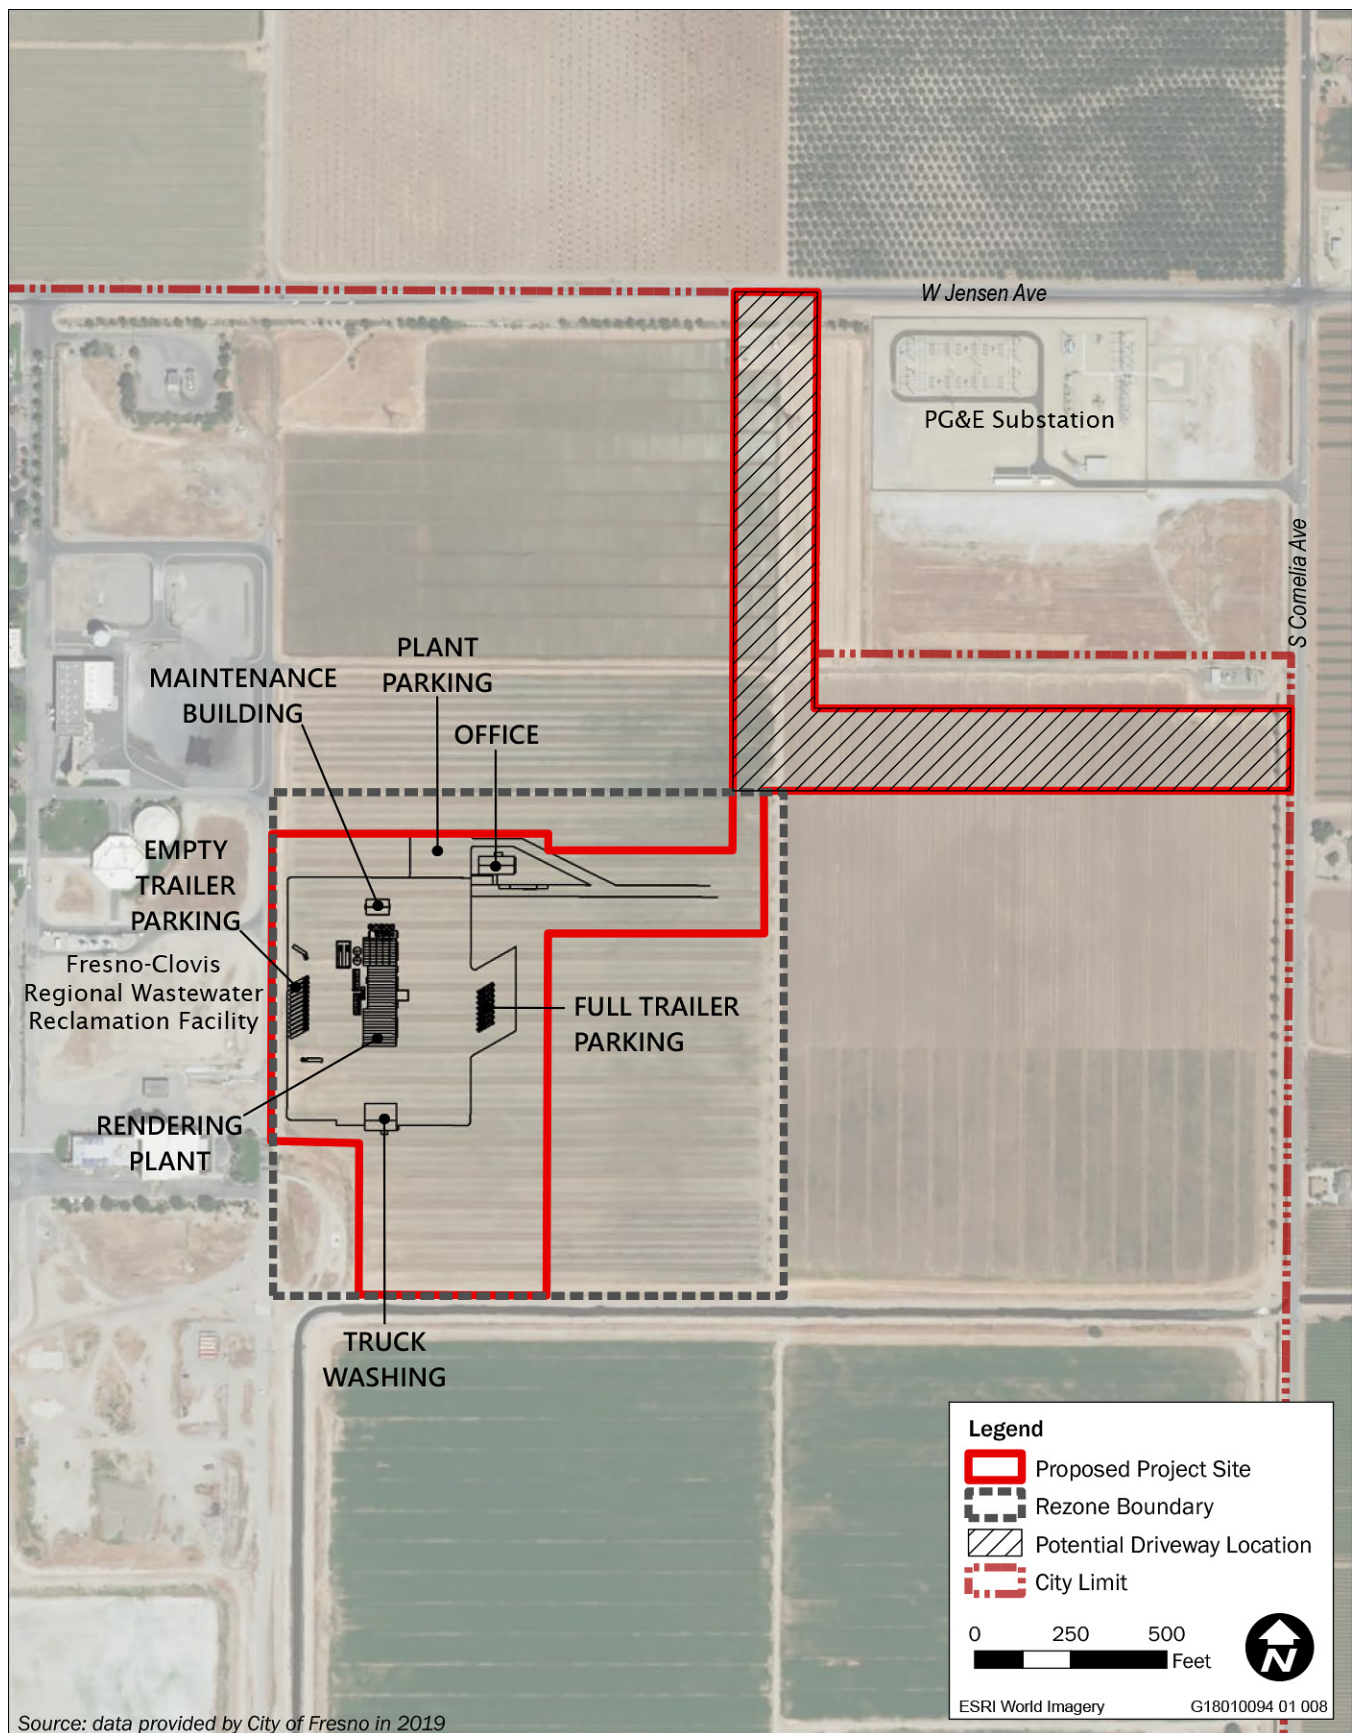 W Jensen Ave
PG&E Substation
S Cornelia Ave
PLANT
PARKING
MAINTENANCE
BUILDING
OFFICE
EMPTY
TRAILER
PARKING
Fresno-Clovis
Regional Wastewater
Reclamation Facility
FULL TRAILER
PARKING
RENDERING
PLANT
TRUCK
WASHING
Legend
Proposed Project Site
Rezone Boundary
Potential Driveway Location
City Limit
0 250 500
Feet
N
ESRI World Imagery G18010094 01 008
Source: data provided by City of Fresno in 2019